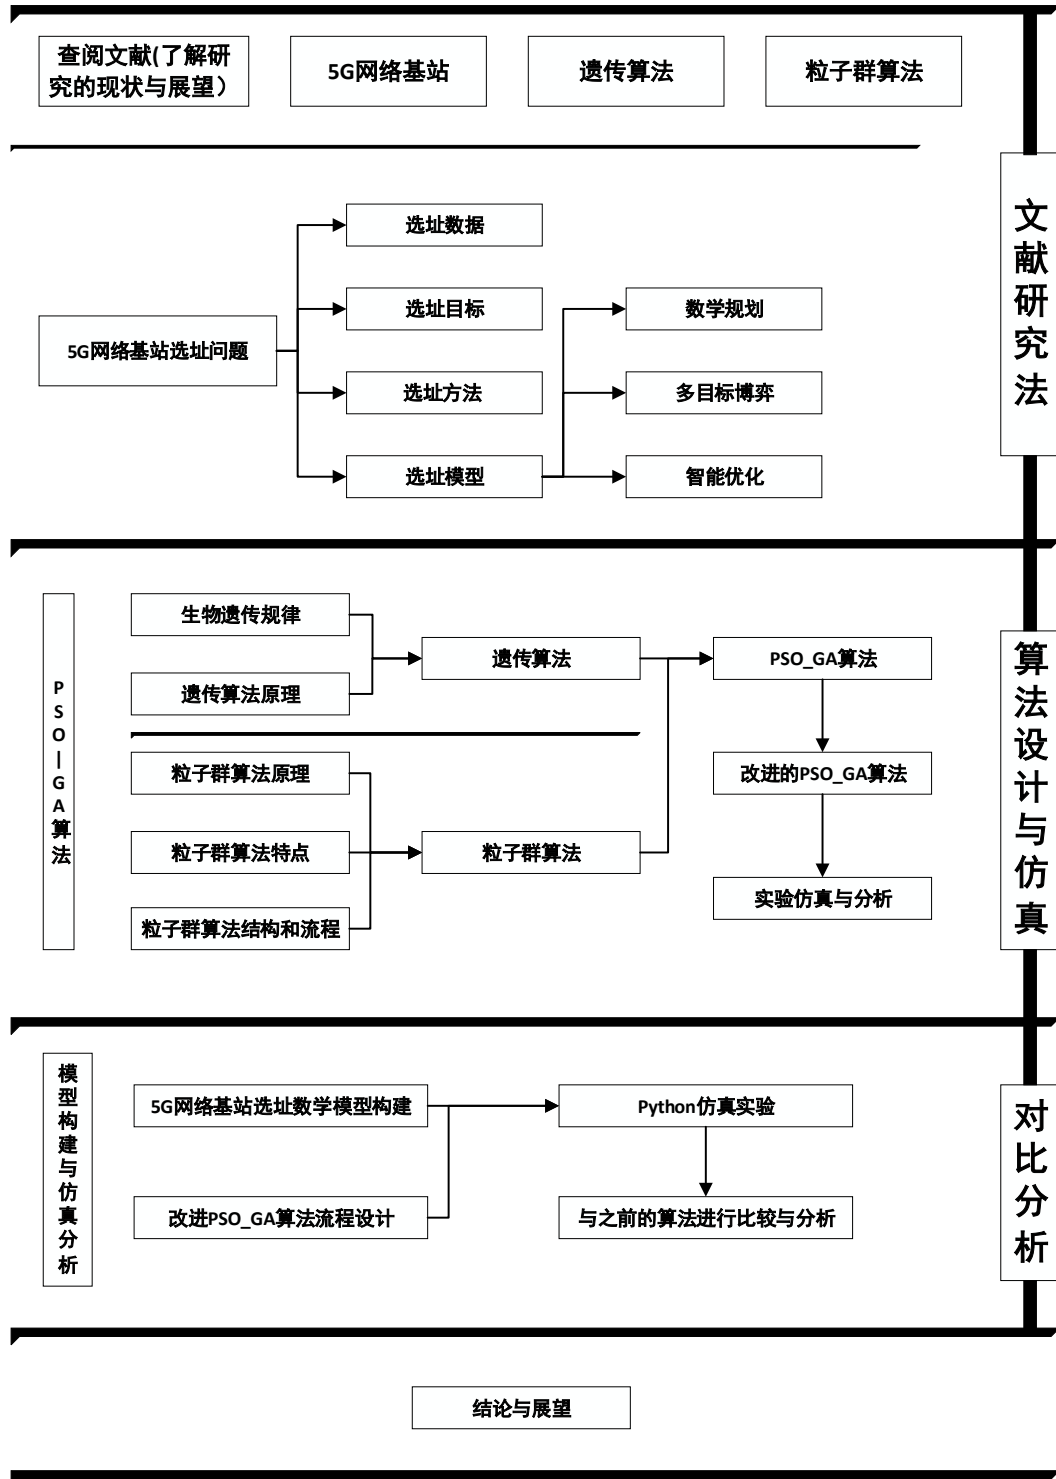 查阅文献(了解研
究的现状与展望）
5G网络基站
遗传算法
粒子群算法
文献研究法
选址数据
选址目标
数学规划
5G网络基站选址问题
选址方法
多目标博弈
选址模型
智能优化
PSO|GA算法
生物遗传规律
遗传算法
PSO_GA算法
遗传算法原理
粒子群算法原理
改进的PSO_GA算法
粒子群算法特点
粒子群算法
实验仿真与分析
粒子群算法结构和流程
算法设计与仿真
模型构建与仿真分析
5G网络基站选址数学模型构建
Python仿真实验
改进PSO_GA算法流程设计
与之前的算法进行比较与分析
对比分析
结论与展望